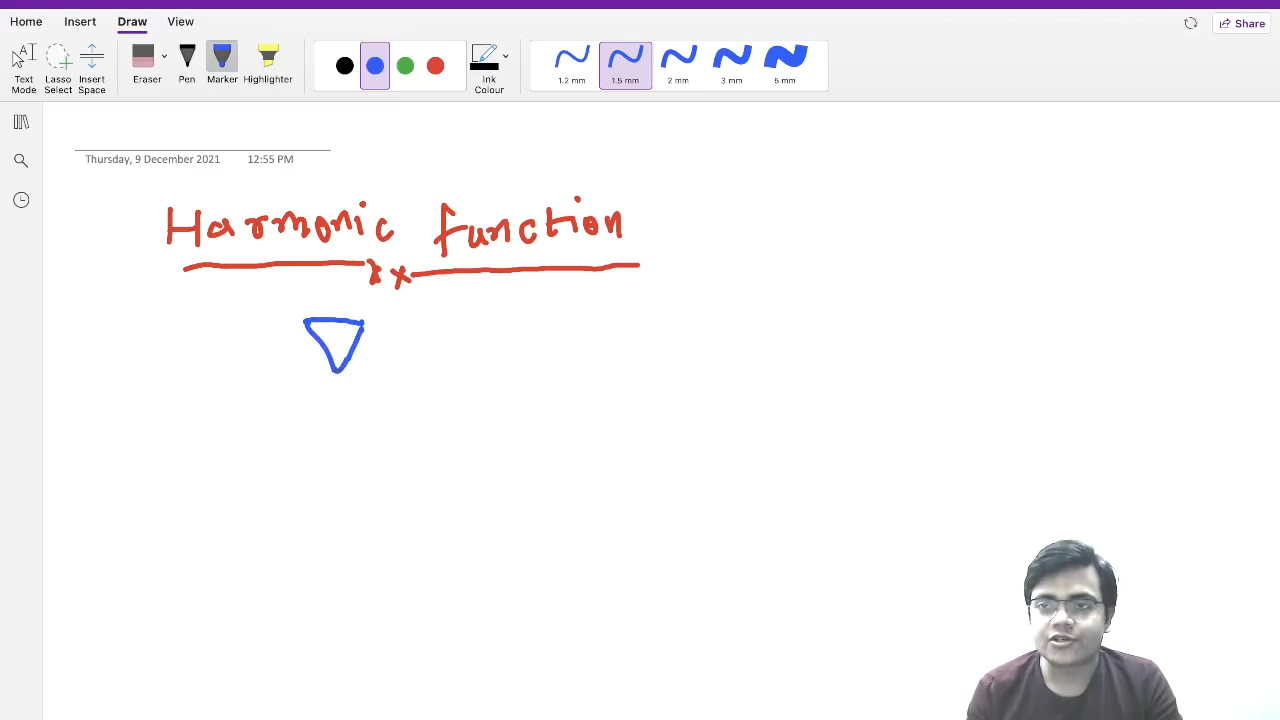 Home Insert Draw View Share
Text Mode Lasso Select Insert Space Eraser Pen Marker Highlighter Ink Colour 1.2 mm 1.5 mm 2 mm 3 mm 5 mm
Thursday, 9 December 2021 12:55 PM
Harmonic function
∇